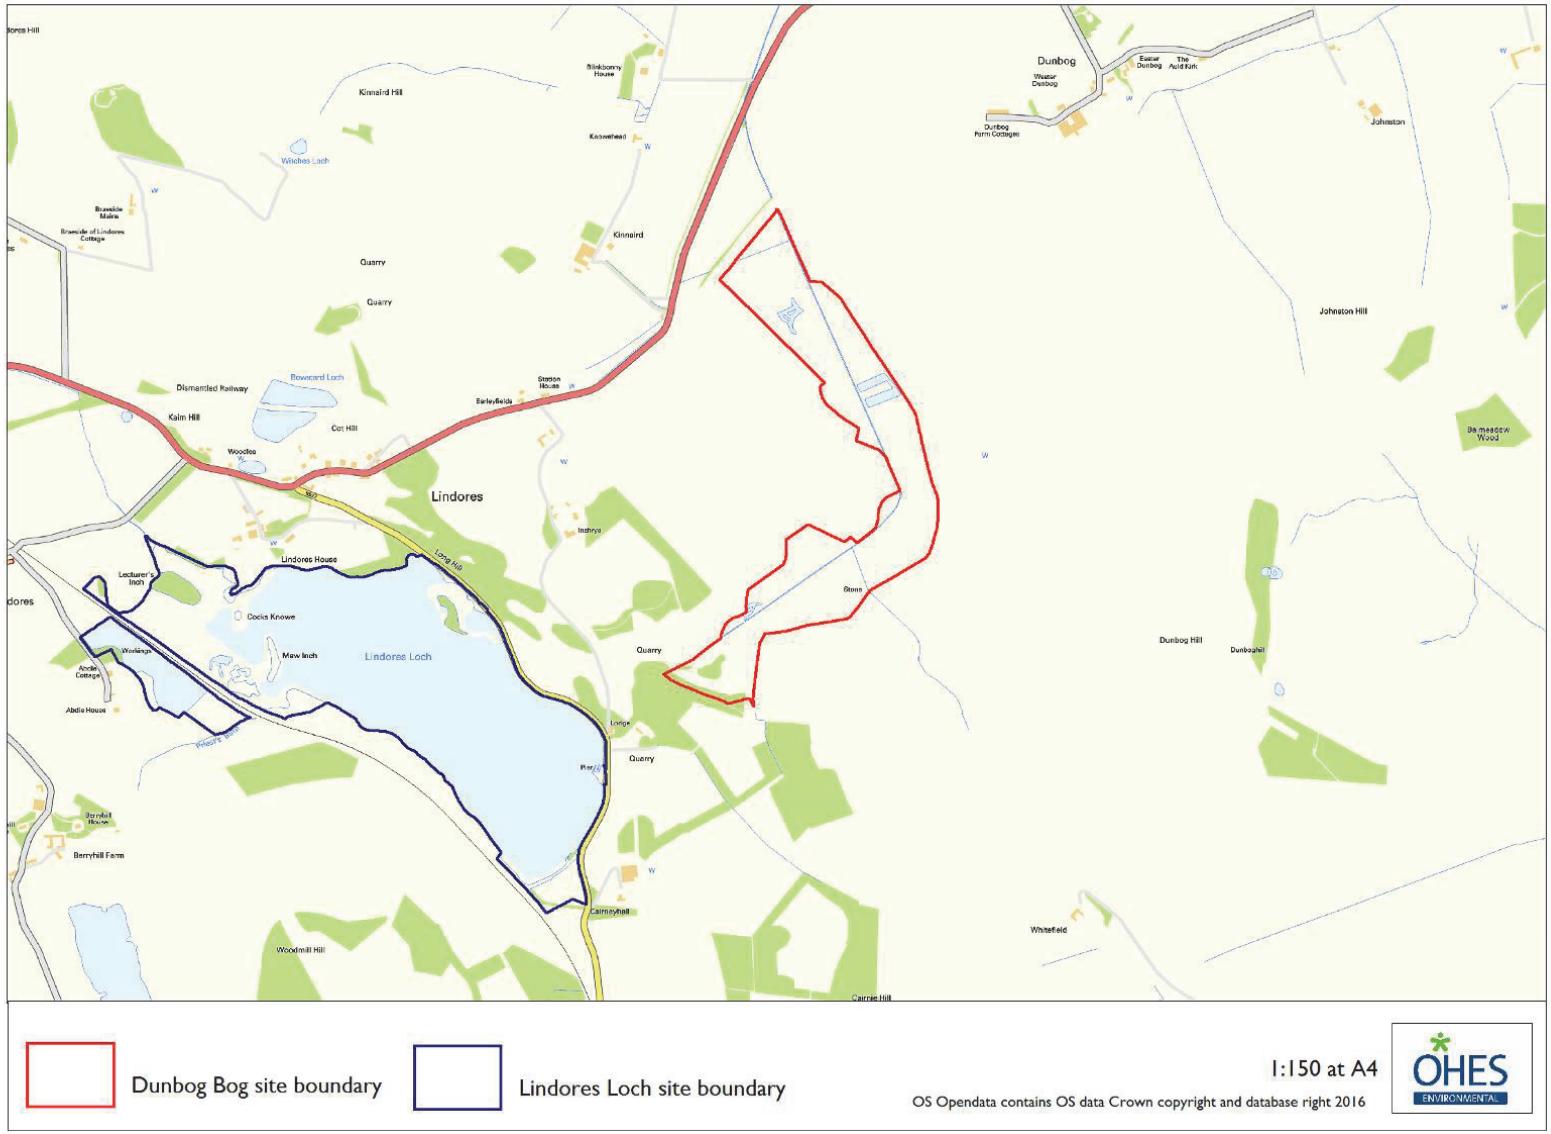 Kinnaird Hill
Blinkbonny
House
Dunbog
Wester
Dunbog
Easter
Dunbog
The
Auld Kirk
W
W
Dunbog
Farm Cottages
Johnston
Knowehead
W
Witches Loch
W
Braeside
Mains
Braeside of Lindores
Cottage
Kinnaird
Quarry
Quarry
Johnston Hill
W
Station
House
W
Bowcard Loch
Dismantled Railway
Barleyfields
Kaim Hill
Cot Hill
Woodlea
W
W
W
Lindores
Inchrye
W
Lindores House
Long Hill
Lecturer's
Inch
dores
Cocks Knowe
Stone
Mew Inch
Lindores Loch
Workings
Abdie
Cottage
Abdie House
Priest's Burn
Quarry
Dunbog Hill
Dunboghill
Lodge
Quarry
Pier
Berryhill
House
Berryhill Farm
W
Cairneyhall
Woodmill Hill
Whitefield
Cairnie Hill
Dunbog Bog site boundary
Lindores Loch site boundary
1:150 at A4
OS Opendata contains OS data Crown copyright and database right 2016
OHES
ENVIRONMENTAL